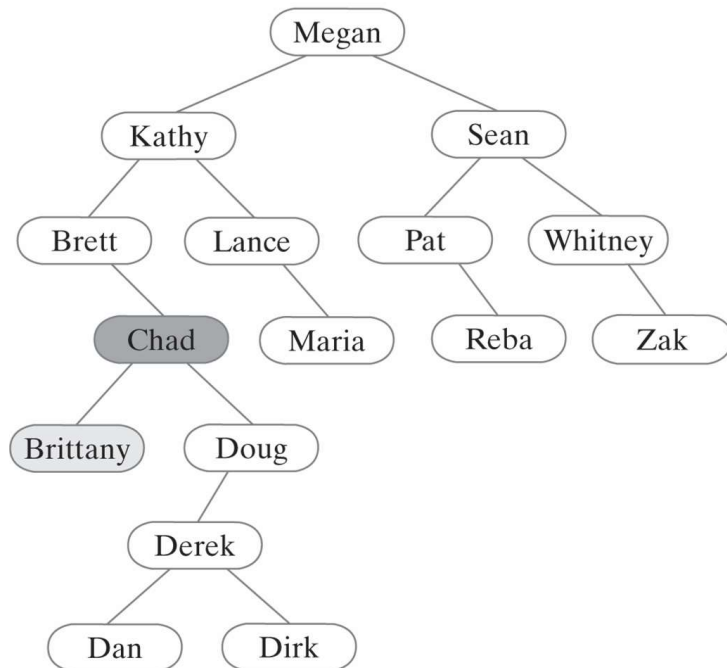 Megan
Kathy Sean
Brett Lance Pat Whitney
Chad Maria Reba Zak
Brittany Doug
Derek
Dan Dirk